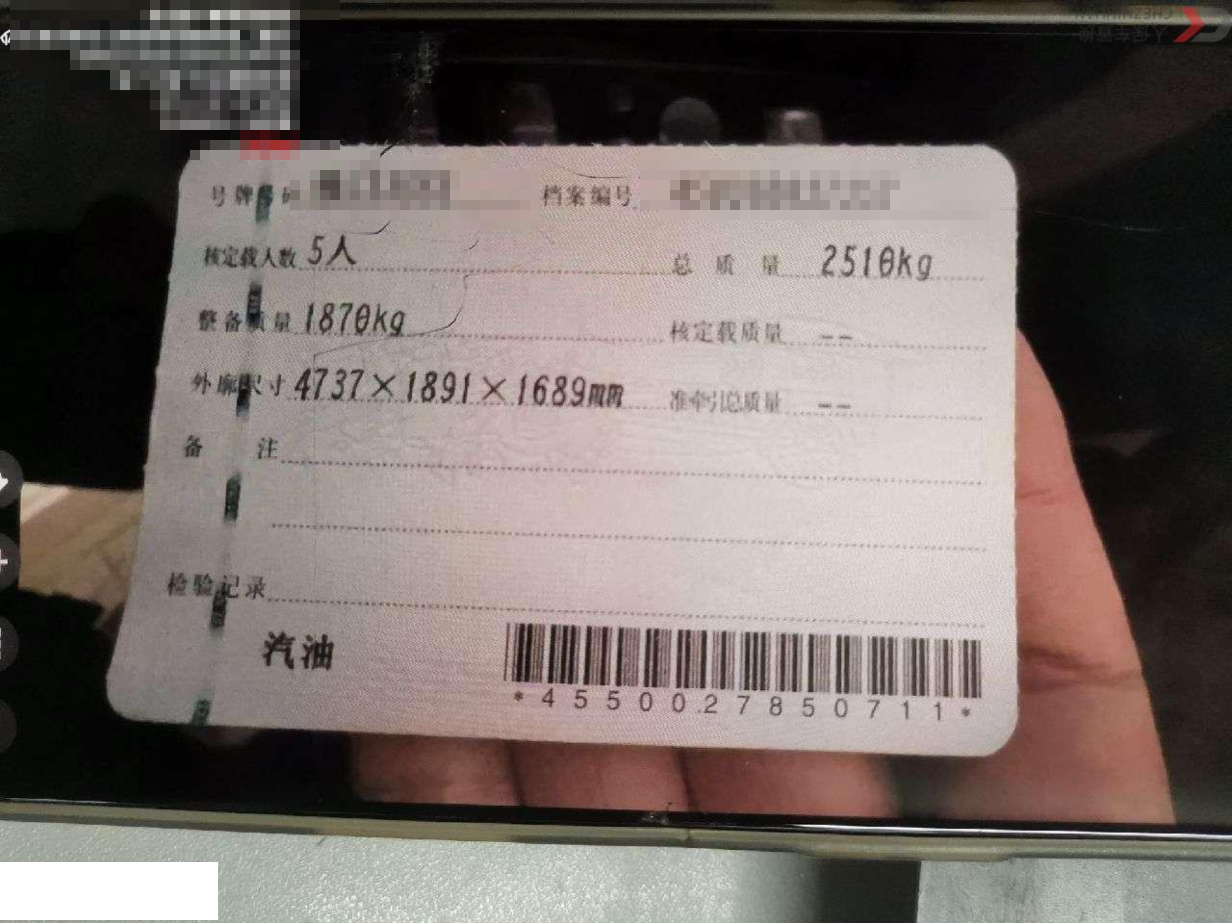 号牌号码 档案编号
核定载人数 5人 总质量 2510kg
整备质量 1870kg 核定载质量 --
外廓尺寸 4737×1891×1689mm 准牵引总质量 --
备注
检验记录
汽油
*4550027850711*